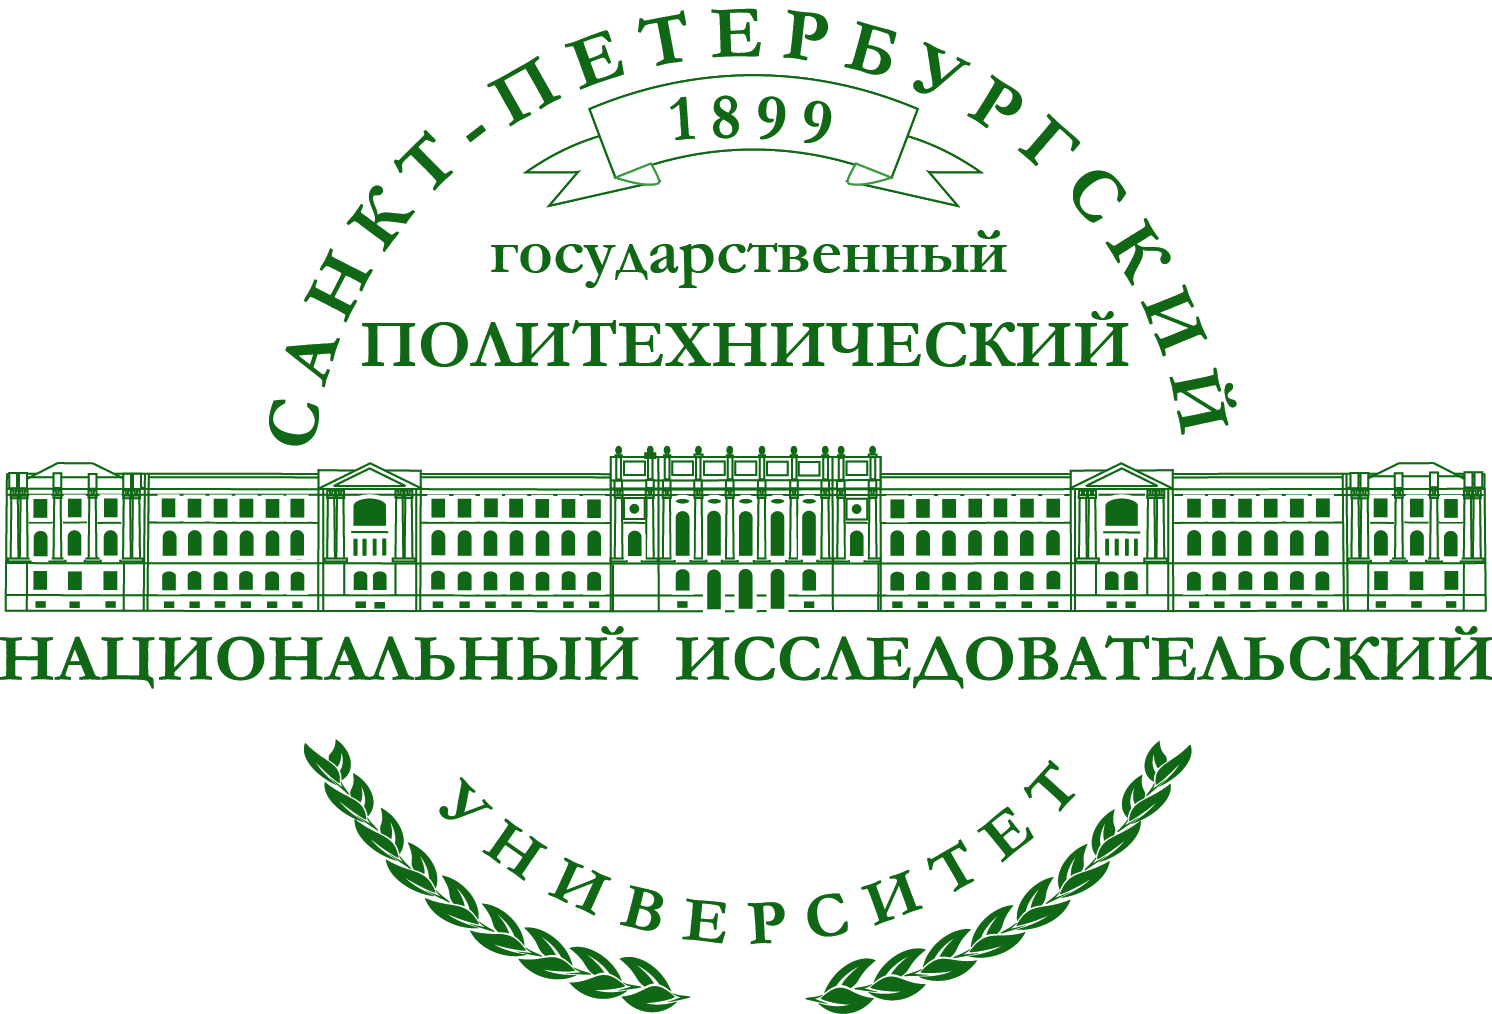 САНКТ-ПЕТЕРБУРГСКИЙ
1899
государственный
ПОЛИТЕХНИЧЕСКИЙ
НАЦИОНАЛЬНЫЙ ИССЛЕДОВАТЕЛЬСКИЙ
УНИВЕРСИТЕТ